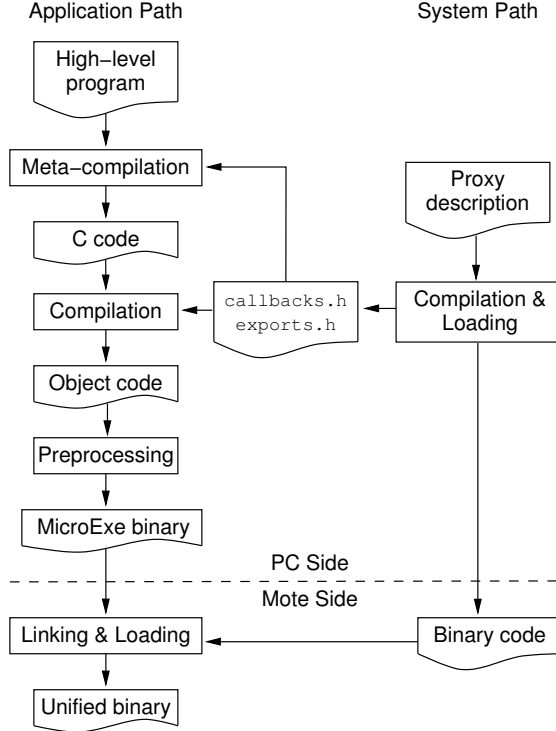 Application Path
System Path
High−level
program
Meta−compilation
Proxy
description
C code
callbacks.h
exports.h
Compilation
Compilation &
Loading
Object code
Preprocessing
MicroExe binary
PC Side
Mote Side
Linking & Loading
Binary code
Unified binary